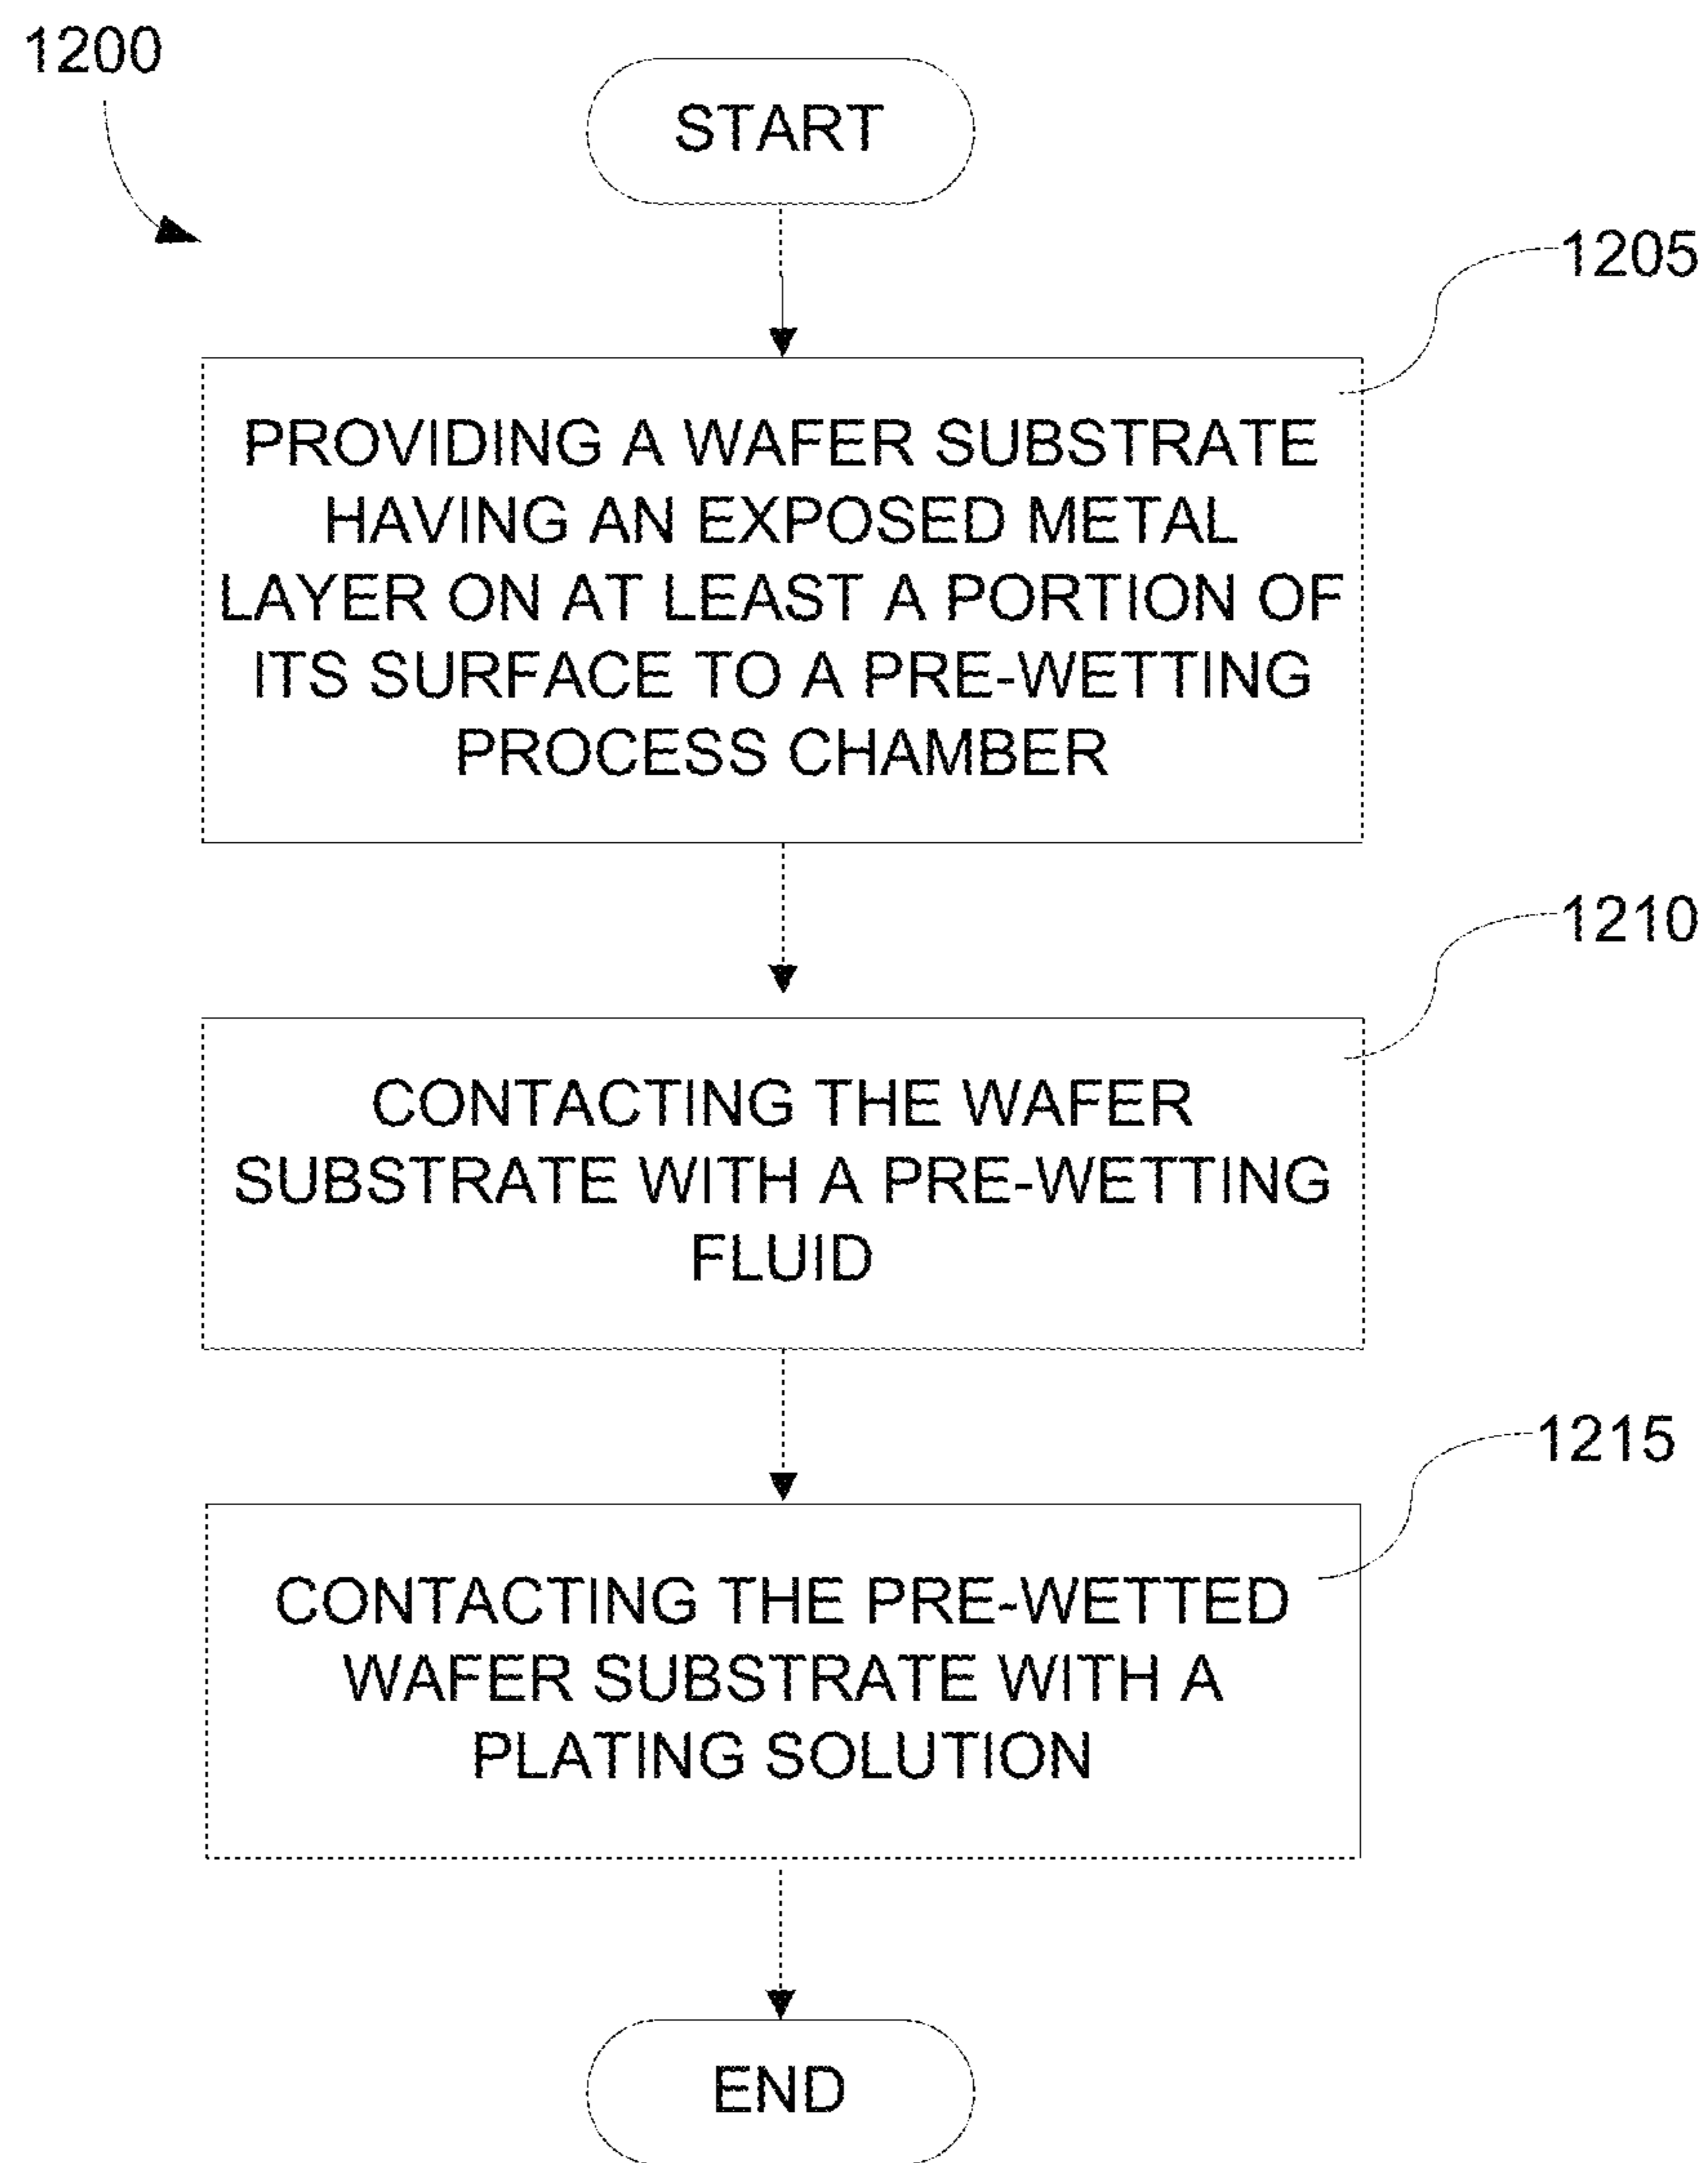 1200
START
1205
PROVIDING A WAFER SUBSTRATE
HAVING AN EXPOSED METAL
LAYER ON AT LEAST A PORTION OF
ITS SURFACE TO A PRE-WETTING
PROCESS CHAMBER
1210
CONTACTING THE WAFER
SUBSTRATE WITH A PRE-WETTING
FLUID
1215
CONTACTING THE PRE-WETTED
WAFER SUBSTRATE WITH A
PLATING SOLUTION
END